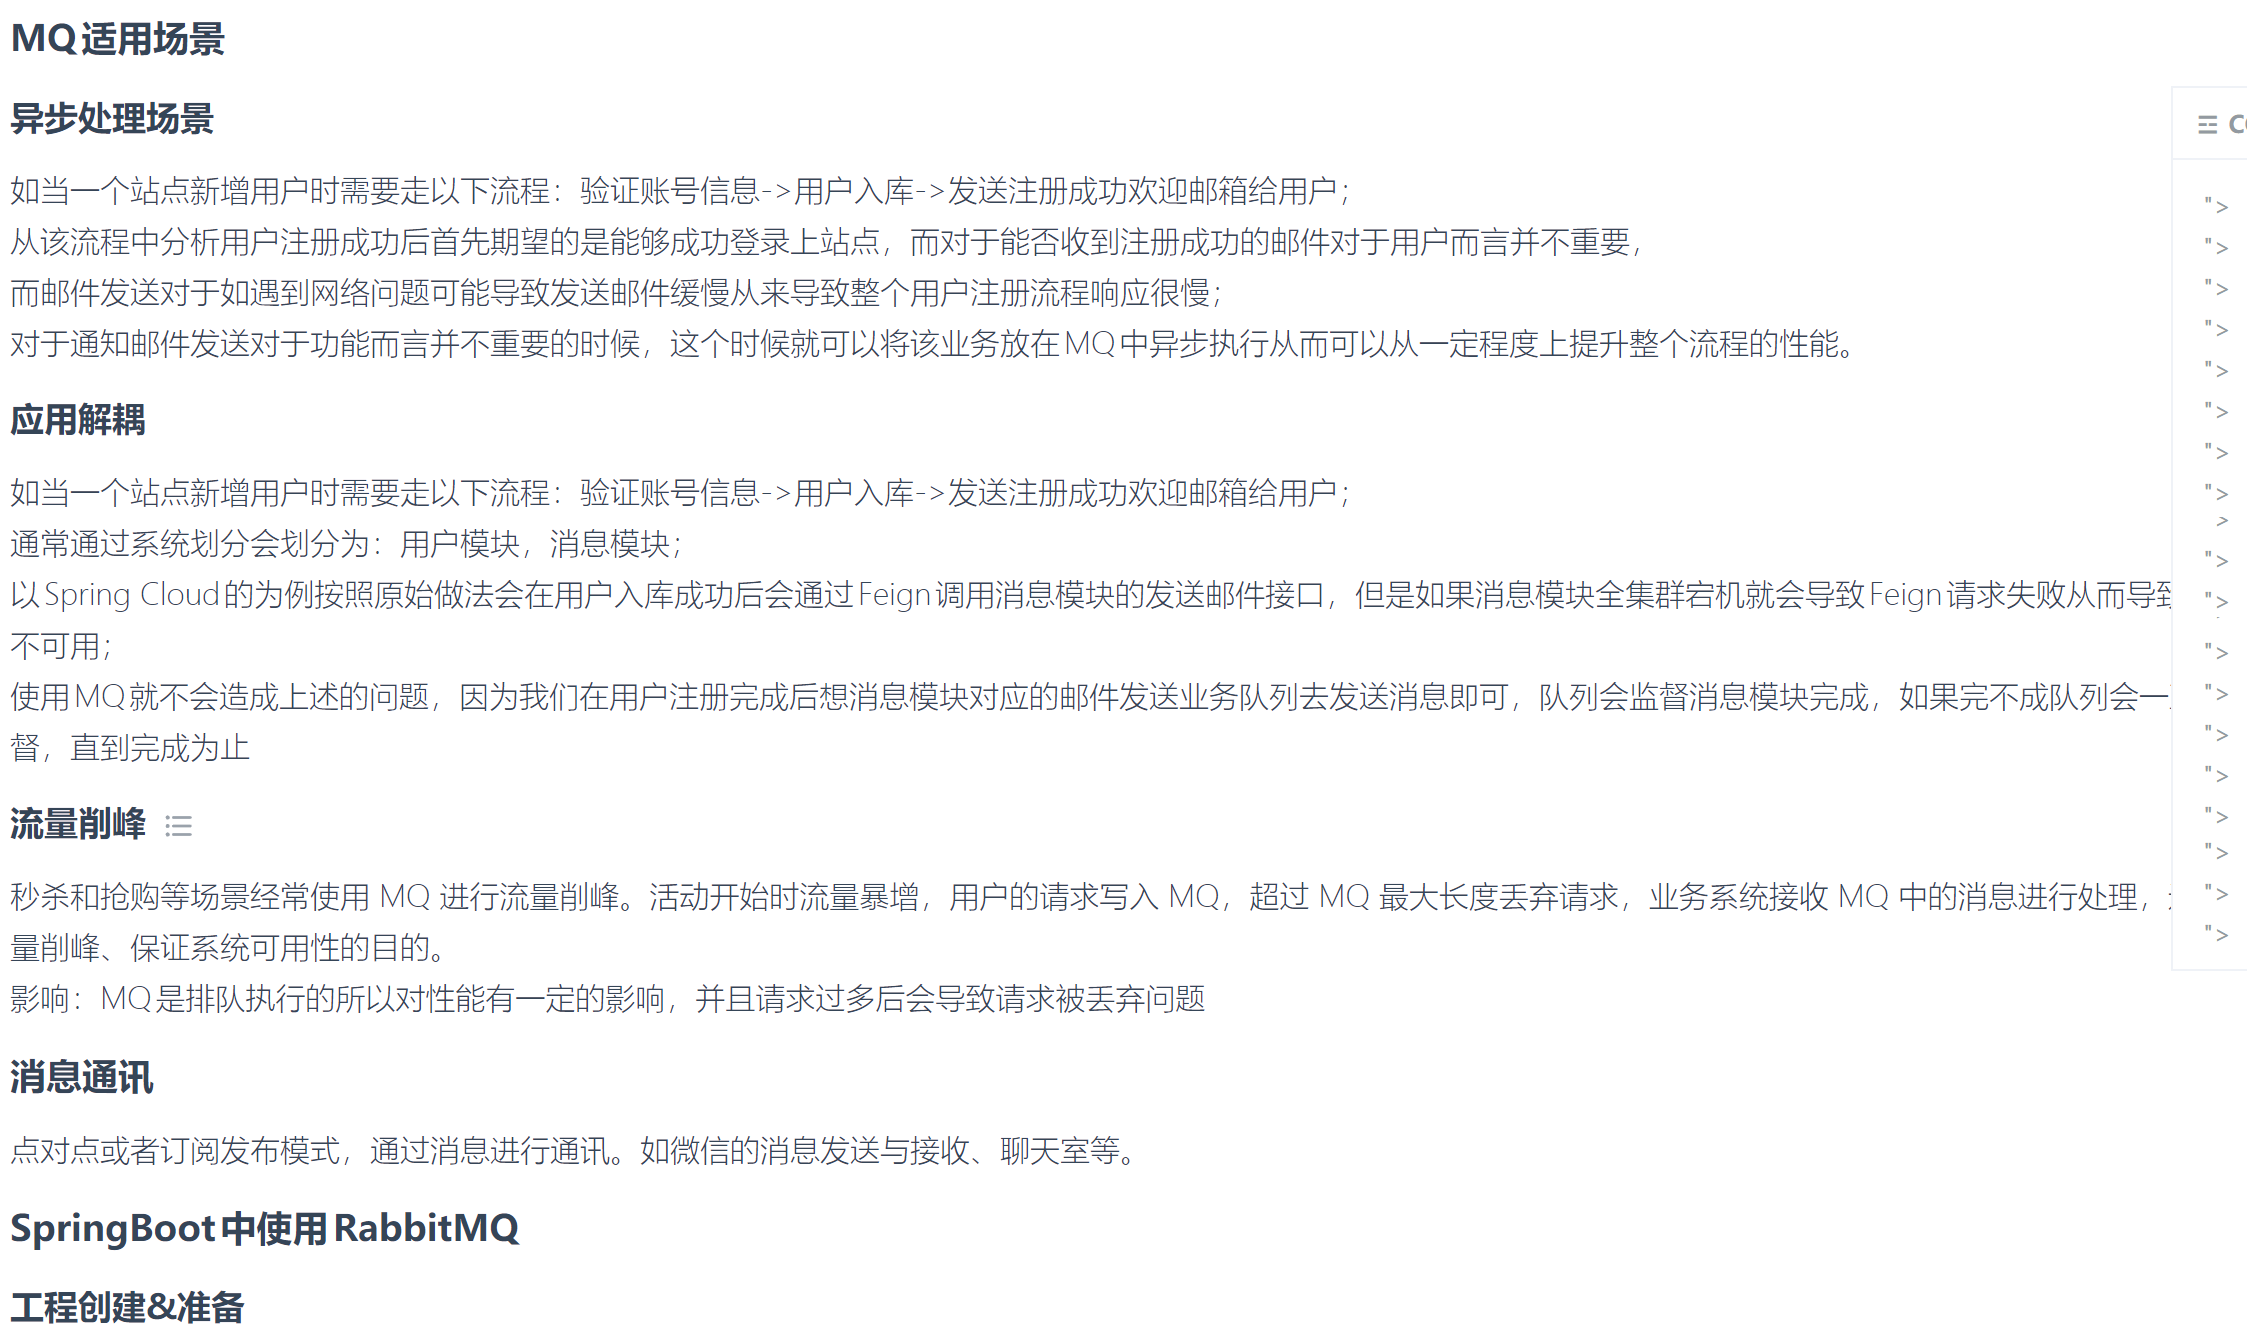 MQ适用场景
异步处理场景
如当一个站点新增用户时需要走以下流程：验证账号信息->用户入库->发送注册成功欢迎邮箱给用户；
从该流程中分析用户注册成功后首先期望的是能够成功登录上站点，而对于能否收到注册成功的邮件对于用户而言并不重要，
而邮件发送对于如遇到网络问题可能导致发送邮件缓慢从来导致整个用户注册流程响应很慢；
对于通知邮件发送对于功能而言并不重要的时候，这个时候就可以将该业务放在MQ中异步执行从而可以从一定程度上提升整个流程的性能。
应用解耦
如当一个站点新增用户时需要走以下流程：验证账号信息->用户入库->发送注册成功欢迎邮箱给用户；
通常通过系统划分会划分为：用户模块，消息模块；
以Spring Cloud的为例按照原始做法会在用户入库成功后会通过Feign调用消息模块的发送邮件接口，但是如果消息模块全集群宕机就会导致Feign请求失败从而导致
不可用；
使用MQ就不会造成上述的问题，因为我们在用户注册完成后想消息模块对应的邮件发送业务队列去发送消息即可，队列会监督消息模块完成，如果完不成队列会一
督，直到完成为止
流量削峰
秒杀和抢购等场景经常使用 MQ 进行流量削峰。活动开始时流量暴增，用户的请求写入 MQ，超过 MQ 最大长度丢弃请求，业务系统接收 MQ 中的消息进行处理，
量削峰、保证系统可用性的目的。
影响：MQ是排队执行的所以对性能有一定的影响，并且请求过多后会导致请求被丢弃问题
消息通讯
点对点或者订阅发布模式，通过消息进行通讯。如微信的消息发送与接收、聊天室等。
SpringBoot中使用RabbitMQ
工程创建&准备
">
">
">
">
">
">
">
">
>
">
">
">
">
">
">
">
">
">
">